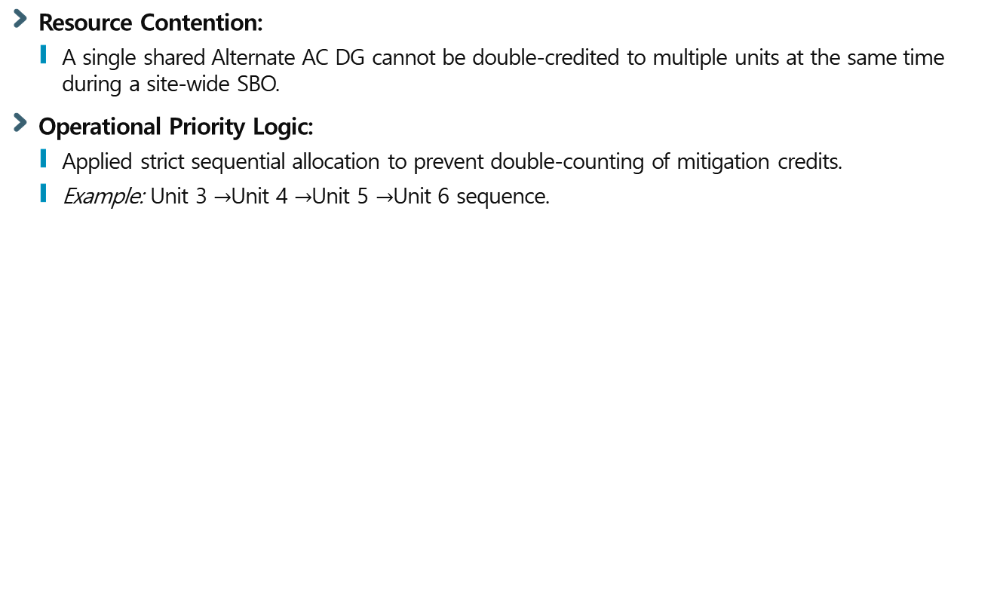 Resource Contention:
A single shared Alternate AC DG cannot be double-credited to multiple units at the same time
during a site-wide SBO.
Operational Priority Logic:
Applied strict sequential allocation to prevent double-counting of mitigation credits.
Example: Unit 3 →Unit 4 →Unit 5 →Unit 6 sequence.